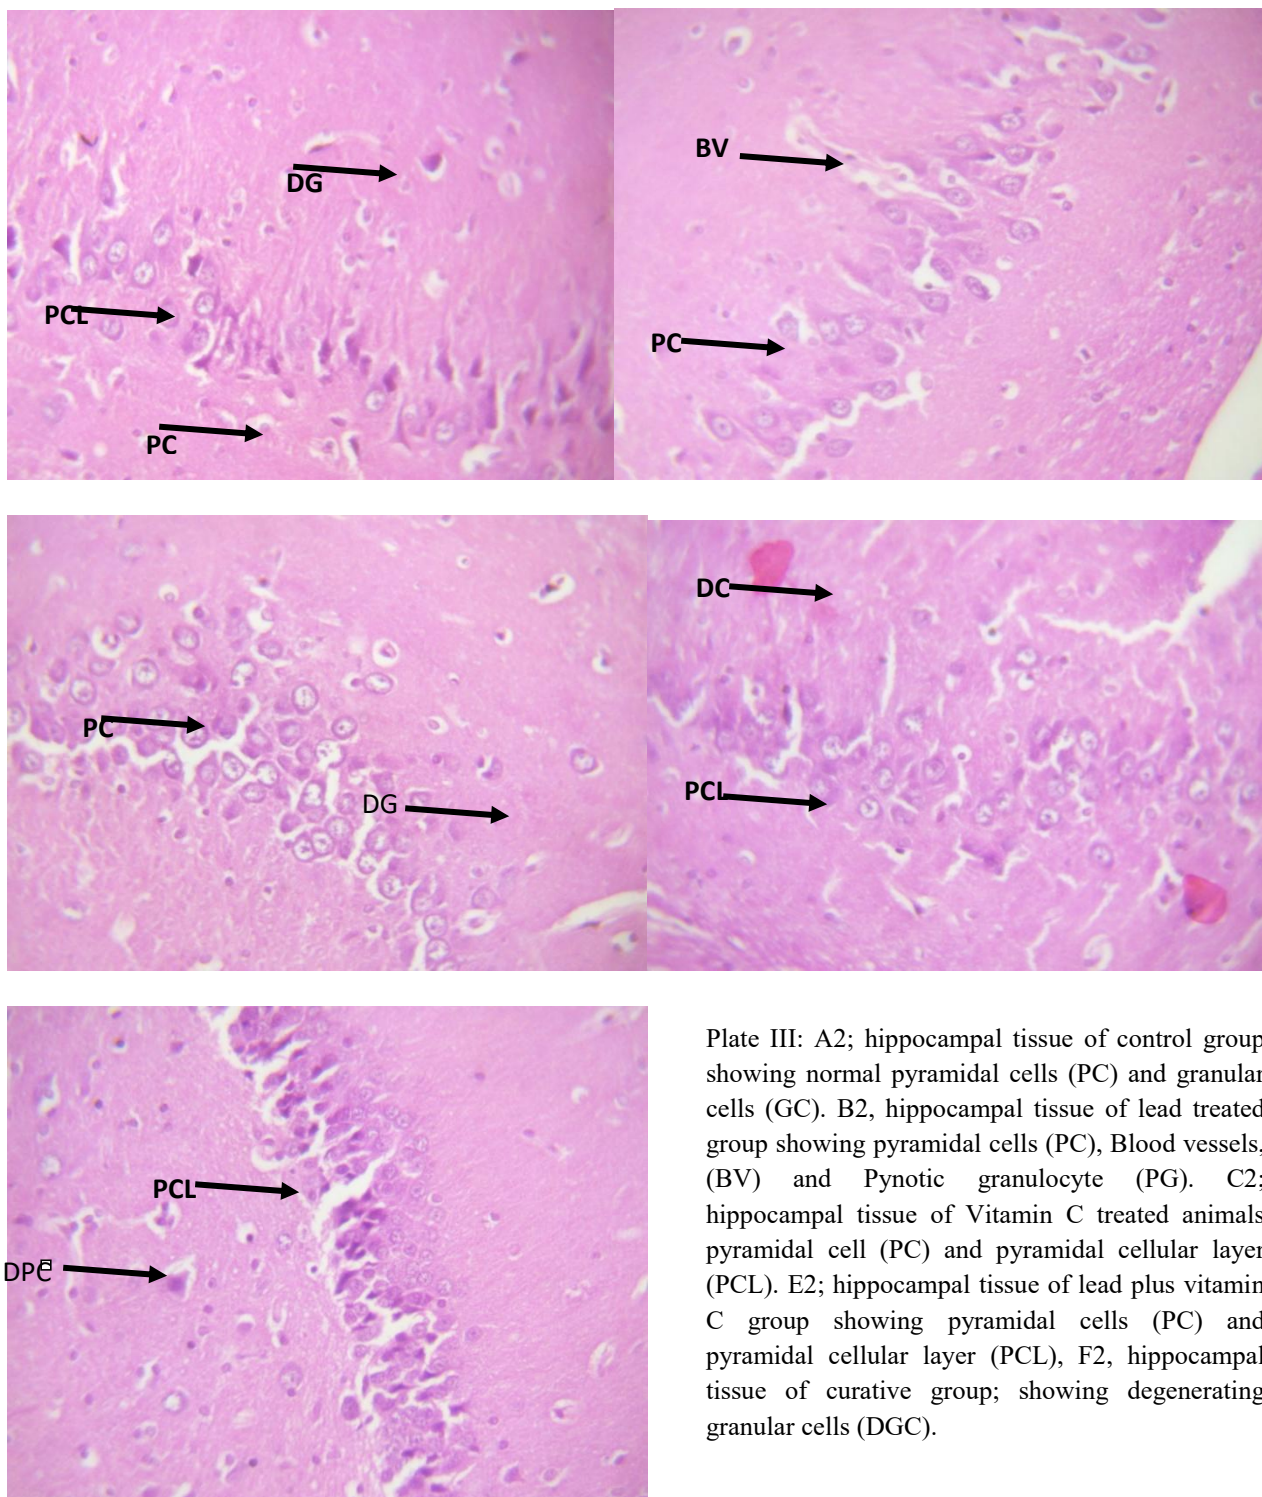 DG
PCL
PC
BV
PC
PC
DG
DC
PCL
PCL
DPC
Plate III: A2; hippocampal tissue of control group
showing normal pyramidal cells (PC) and granular
cells (GC). B2, hippocampal tissue of lead treated
group showing pyramidal cells (PC), Blood vessels,
(BV) and Pynotic granulocyte (PG). C2;
hippocampal tissue of Vitamin C treated animals
pyramidal cell (PC) and pyramidal cellular layer
(PCL). E2; hippocampal tissue of lead plus vitamin
C group showing pyramidal cells (PC) and
pyramidal cellular layer (PCL), F2, hippocampal
tissue of curative group; showing degenerating
granular cells (DGC).